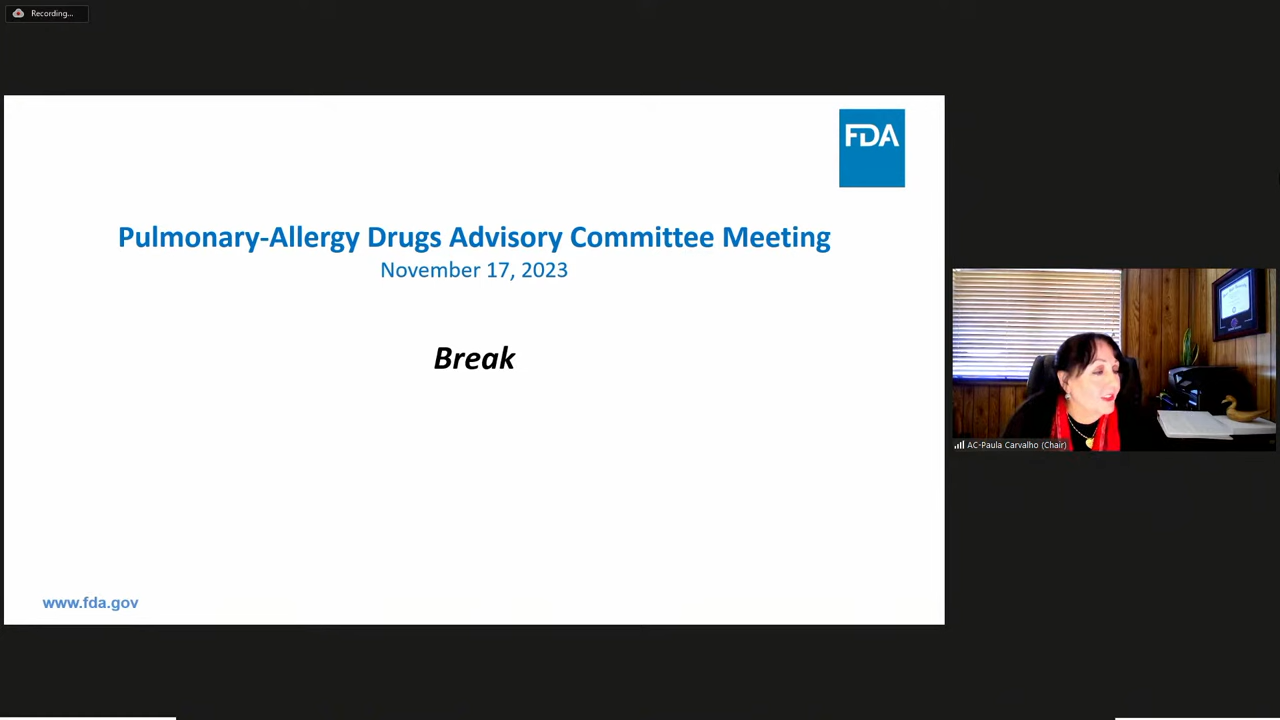 Recording...
FDA
Pulmonary-Allergy Drugs Advisory Committee Meeting
November 17, 2023
Break
AC-Paula Carvalho (Chair)
www.fda.gov